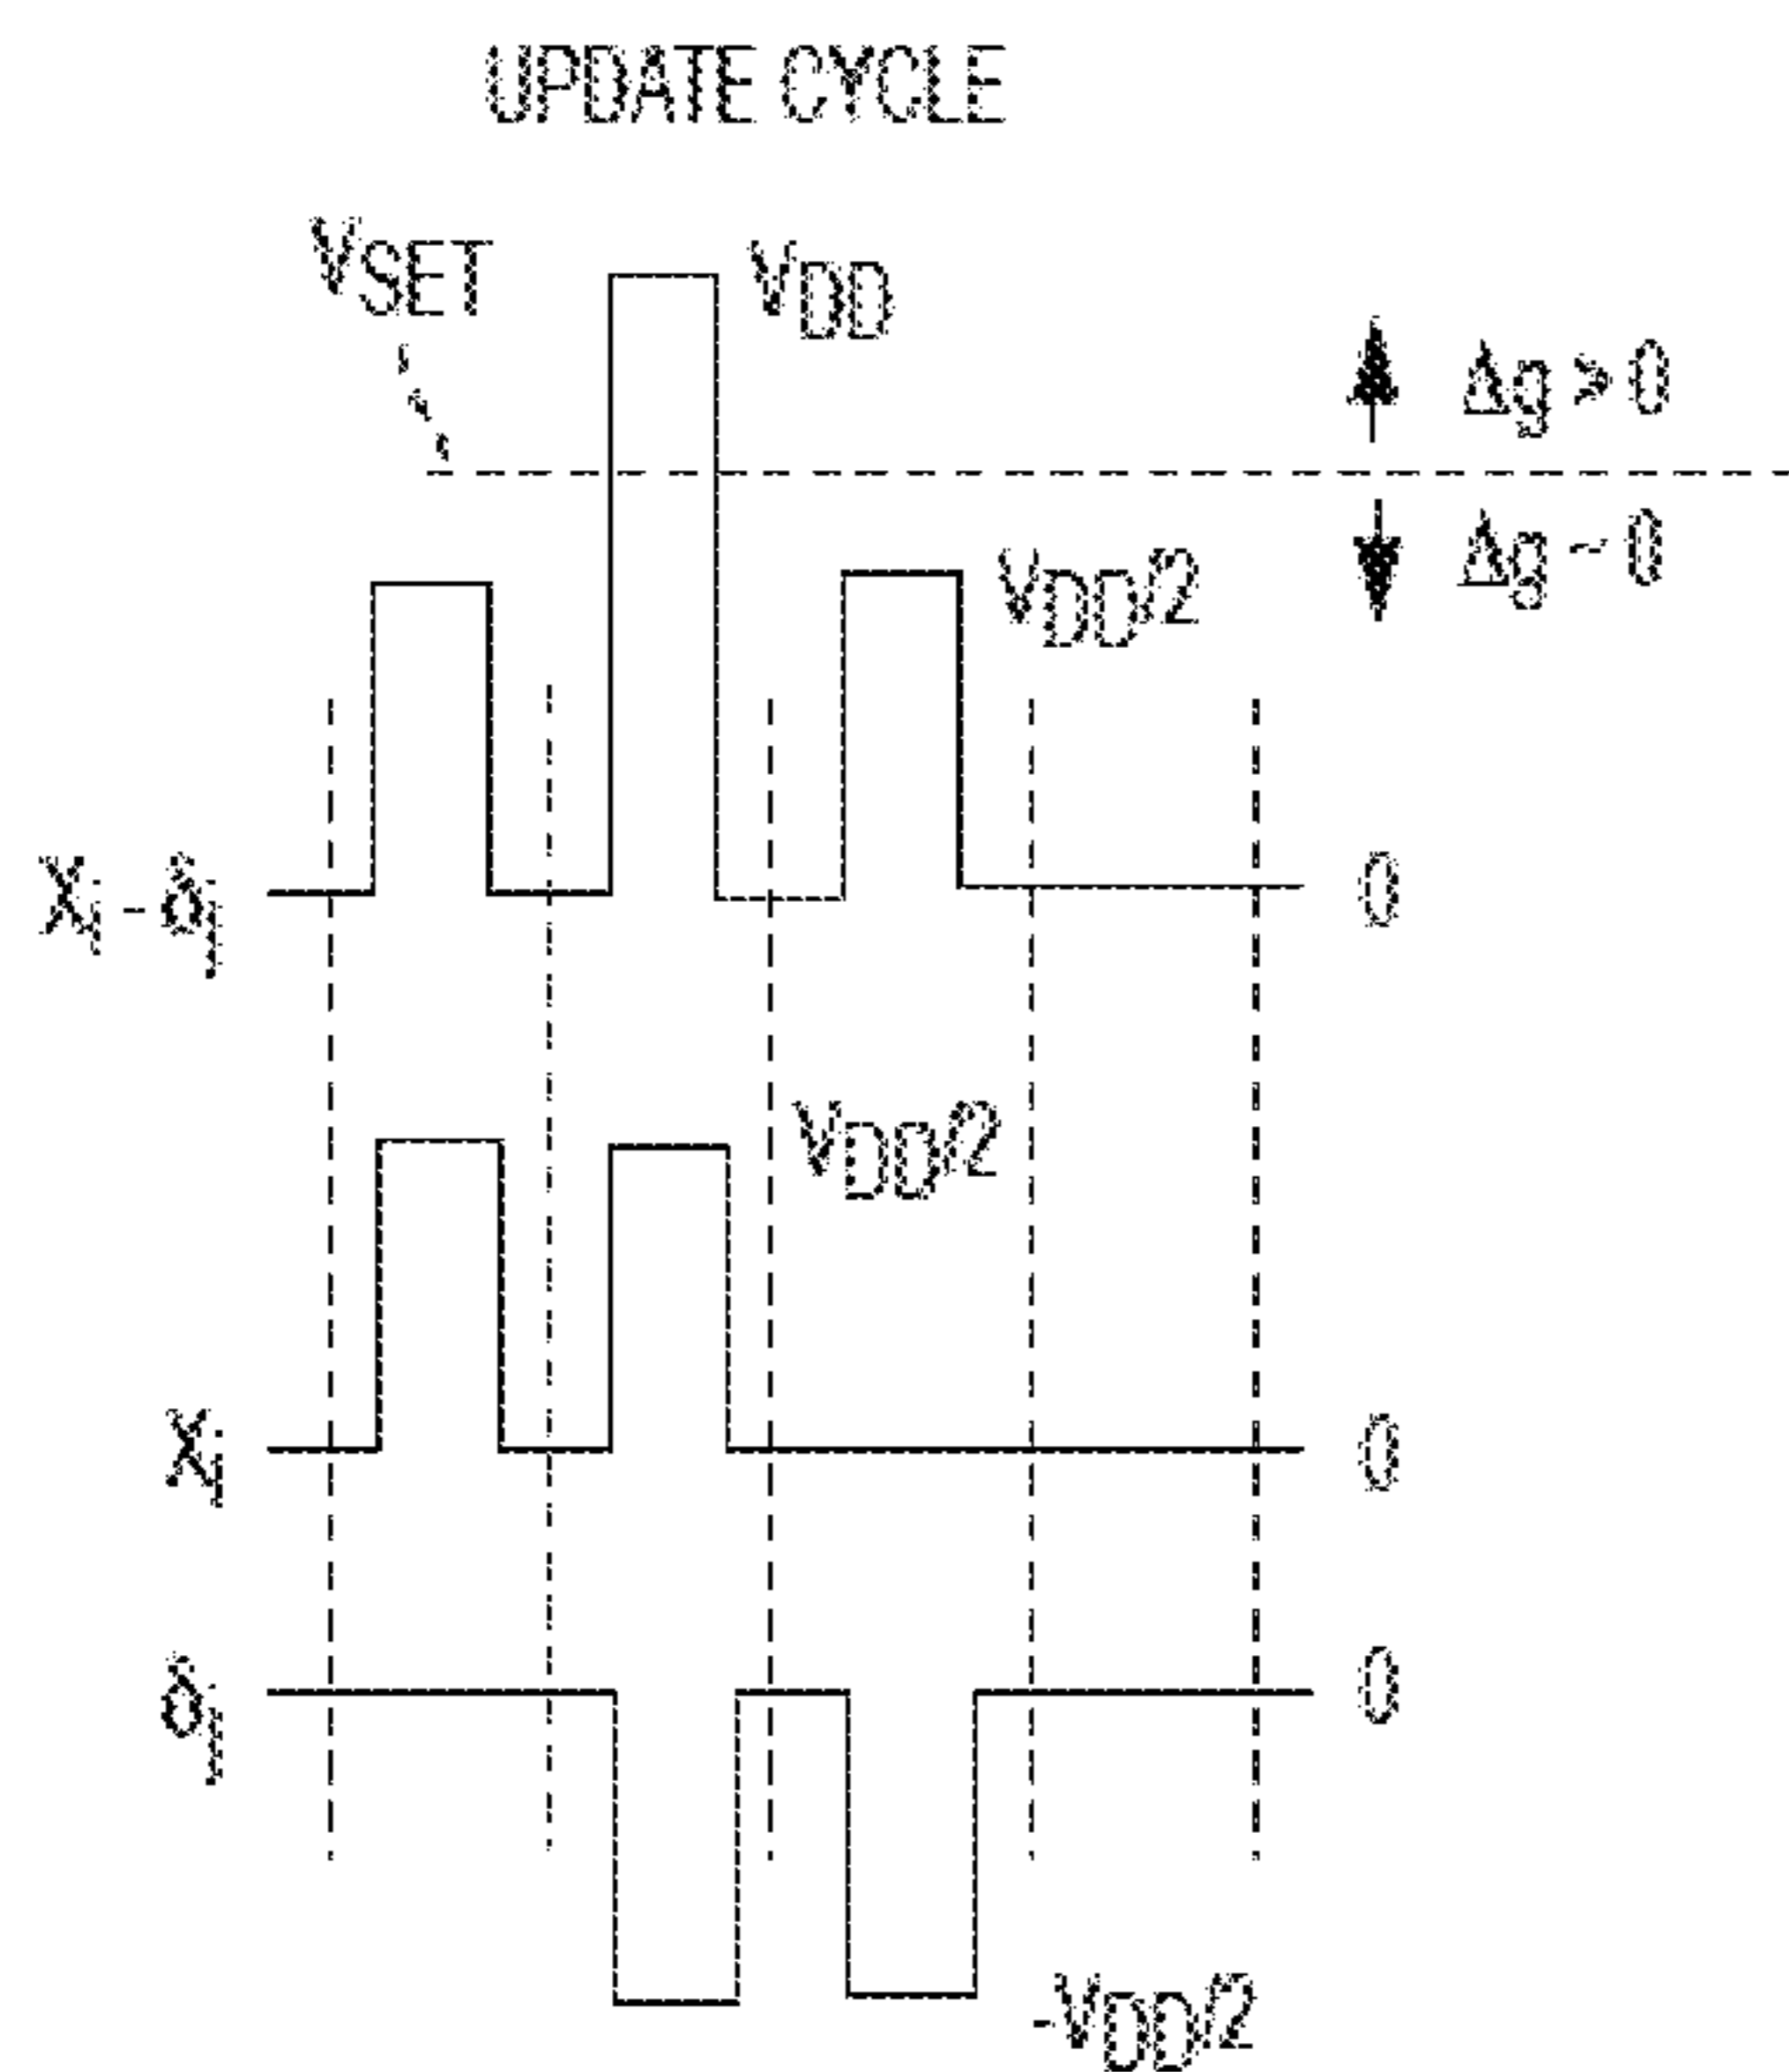 UPDATE CYCLE
VSET
VDD
Δg > 0
Δg ~ 0
VDD/2
Xi - δj
0
VDD/2
Xi
0
δj
0
-VDD/2